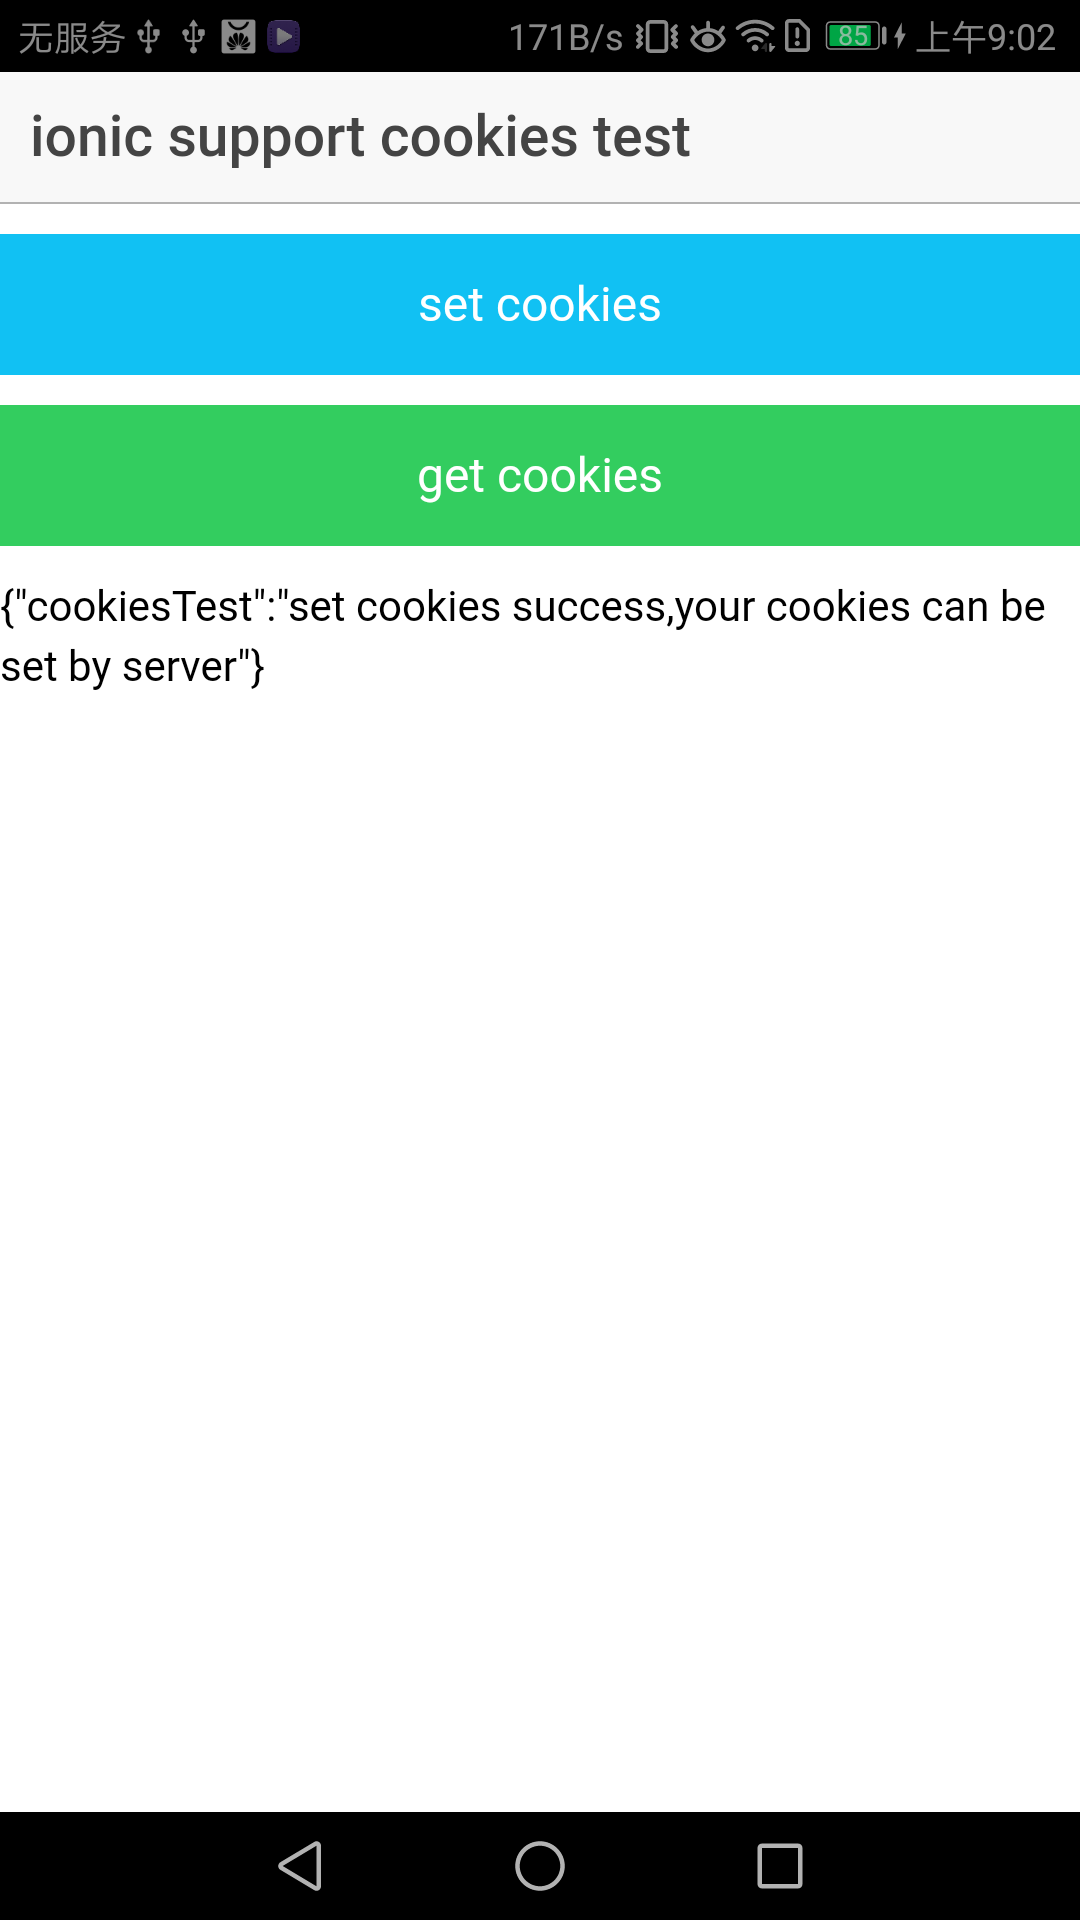 无服务 171B/s 85 上午9:02
ionic support cookies test
set cookies
get cookies
{"cookiesTest":"set cookies success,your cookies can be
set by server"}